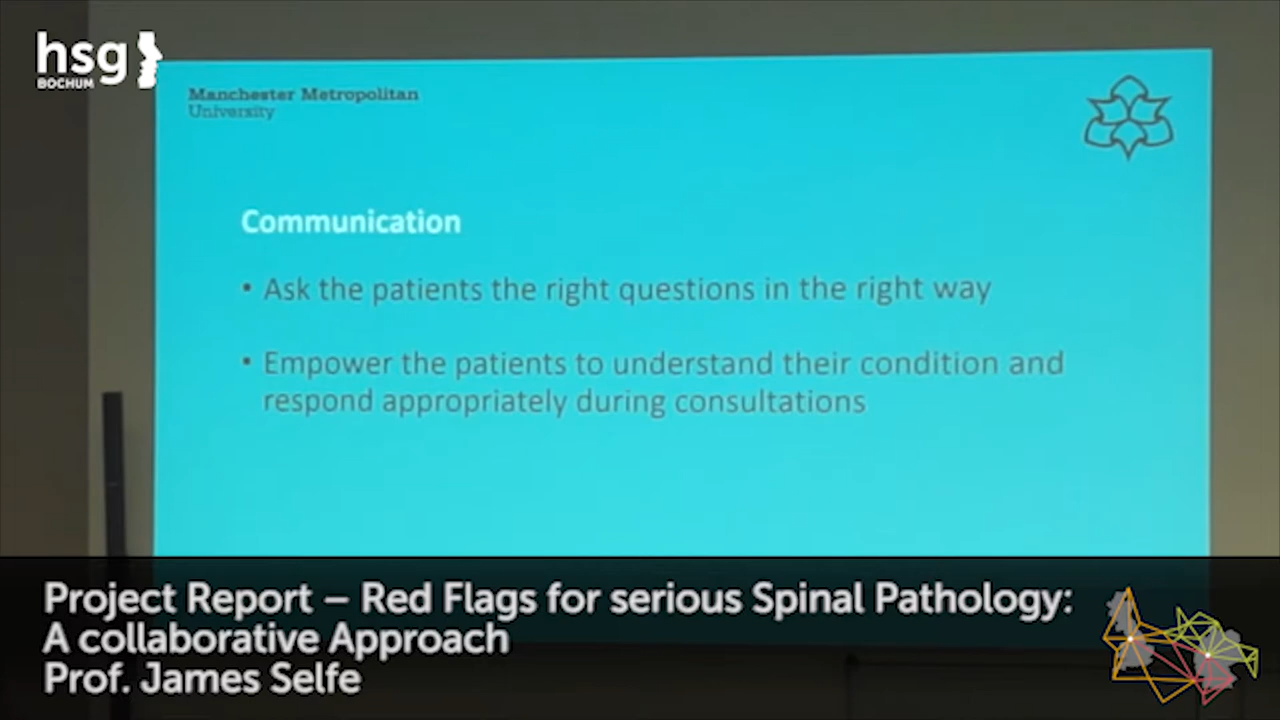 hsg
BOCHUM
Manchester Metropolitan
University
Communication
• Ask the patients the right questions in the right way
• Empower the patients to understand their condition and
respond appropriately during consultations
Project Report – Red Flags for serious Spinal Pathology:
A collaborative Approach
Prof. James Selfe